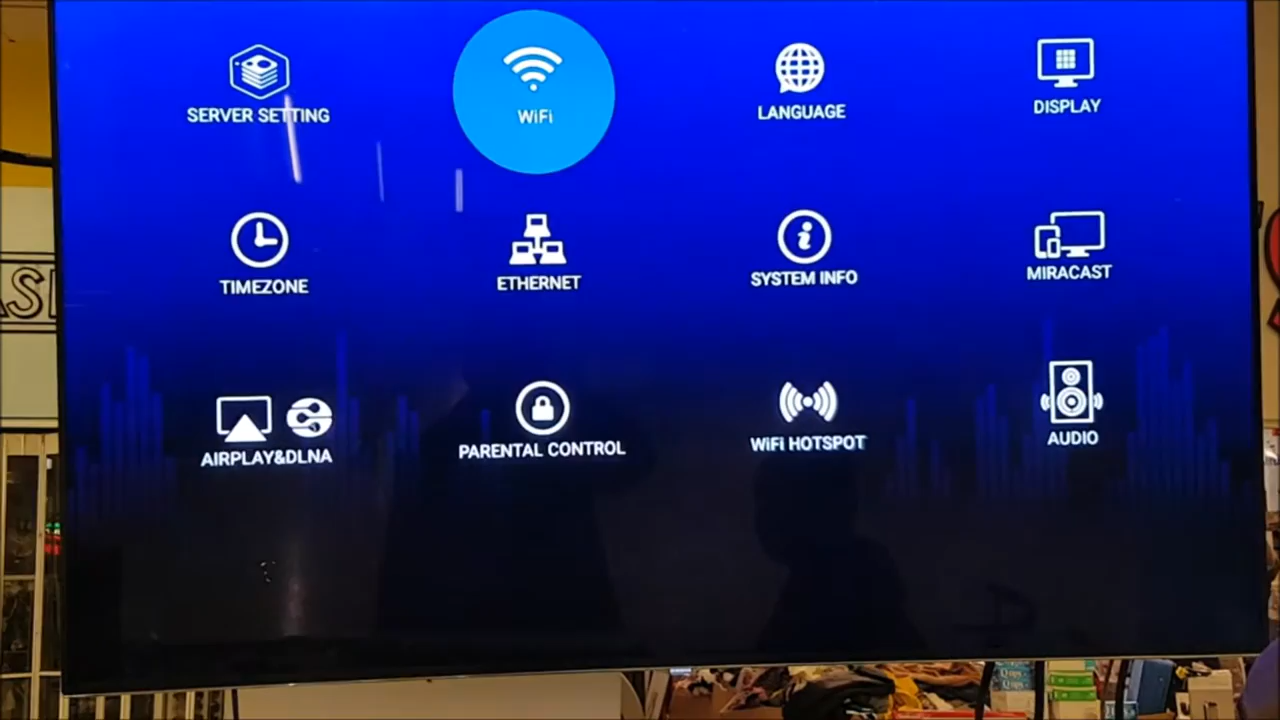 SERVER SETTING
WiFi
LANGUAGE
DISPLAY
TIMEZONE
ETHERNET
SYSTEM INFO
MIRACAST
AIRPLAY&DLNA
PARENTAL CONTROL
WiFi HOTSPOT
AUDIO